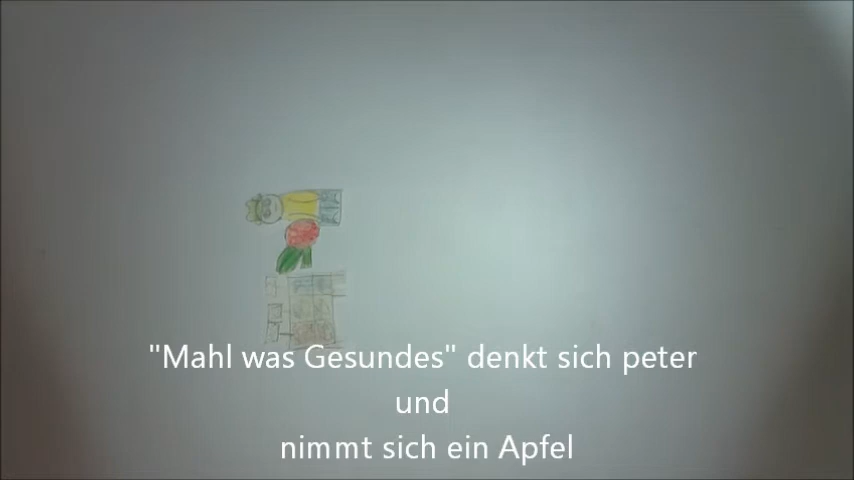 "Mahl was Gesundes" denkt sich peter
und
nimmt sich ein Apfel